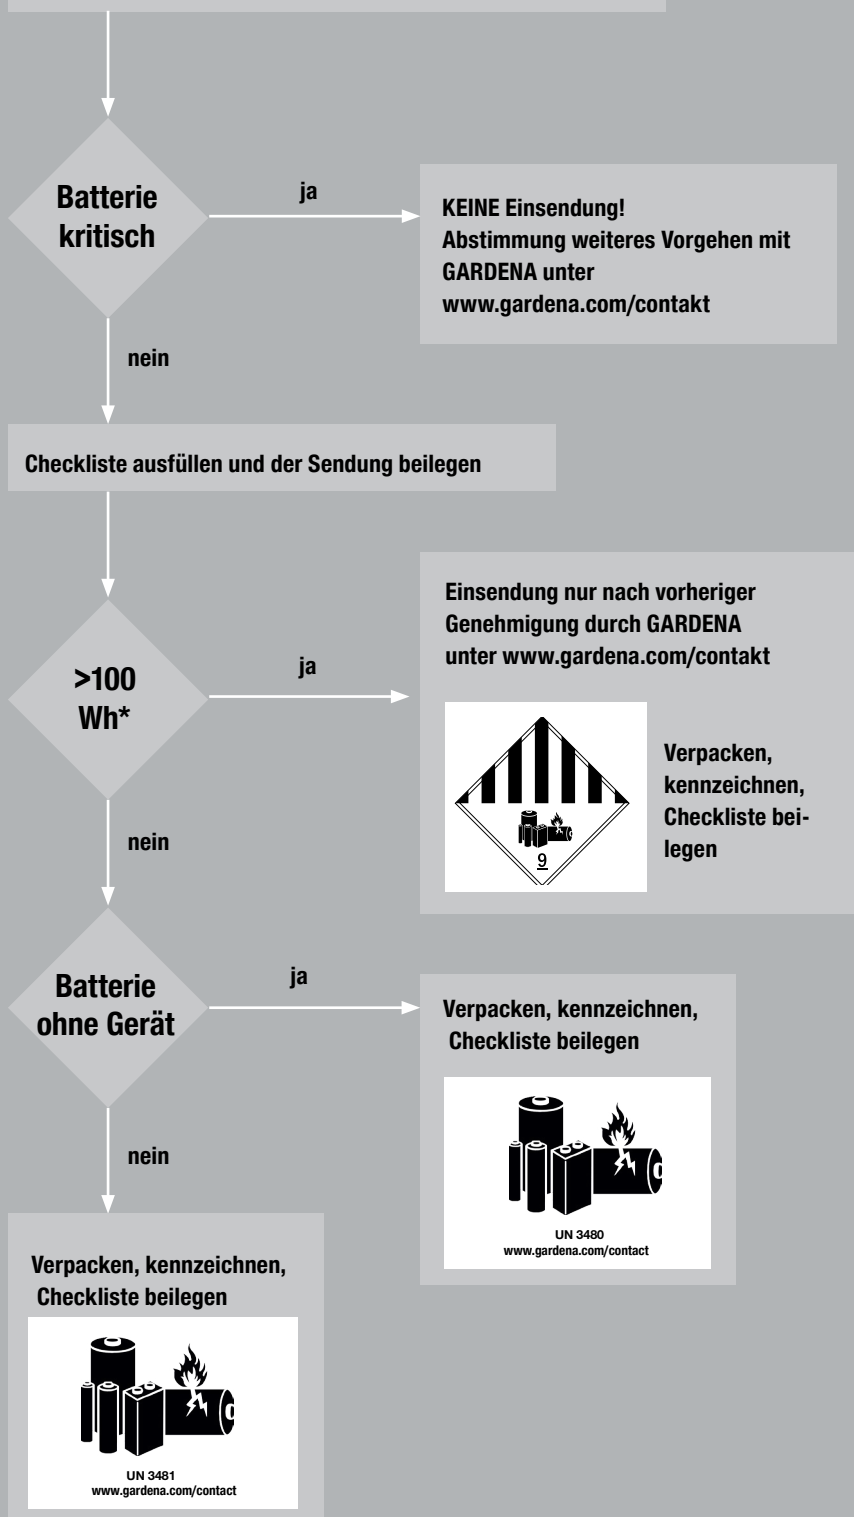 Batterie
kritisch
ja
KEINE Einsendung!
Abstimmung weiteres Vorgehen mit
GARDENA unter
www.gardena.com/contakt
nein
Checkliste ausfüllen und der Sendung beilegen
>100
Wh*
ja
Einsendung nur nach vorheriger
Genehmigung durch GARDENA
unter www.gardena.com/contakt
9
Verpacken,
kennzeichnen,
Checkliste bei-
legen
nein
Batterie
ohne Gerät
ja
Verpacken, kennzeichnen,
Checkliste beilegen
UN 3480
www.gardena.com/contact
nein
Verpacken, kennzeichnen,
Checkliste beilegen
UN 3481
www.gardena.com/contact